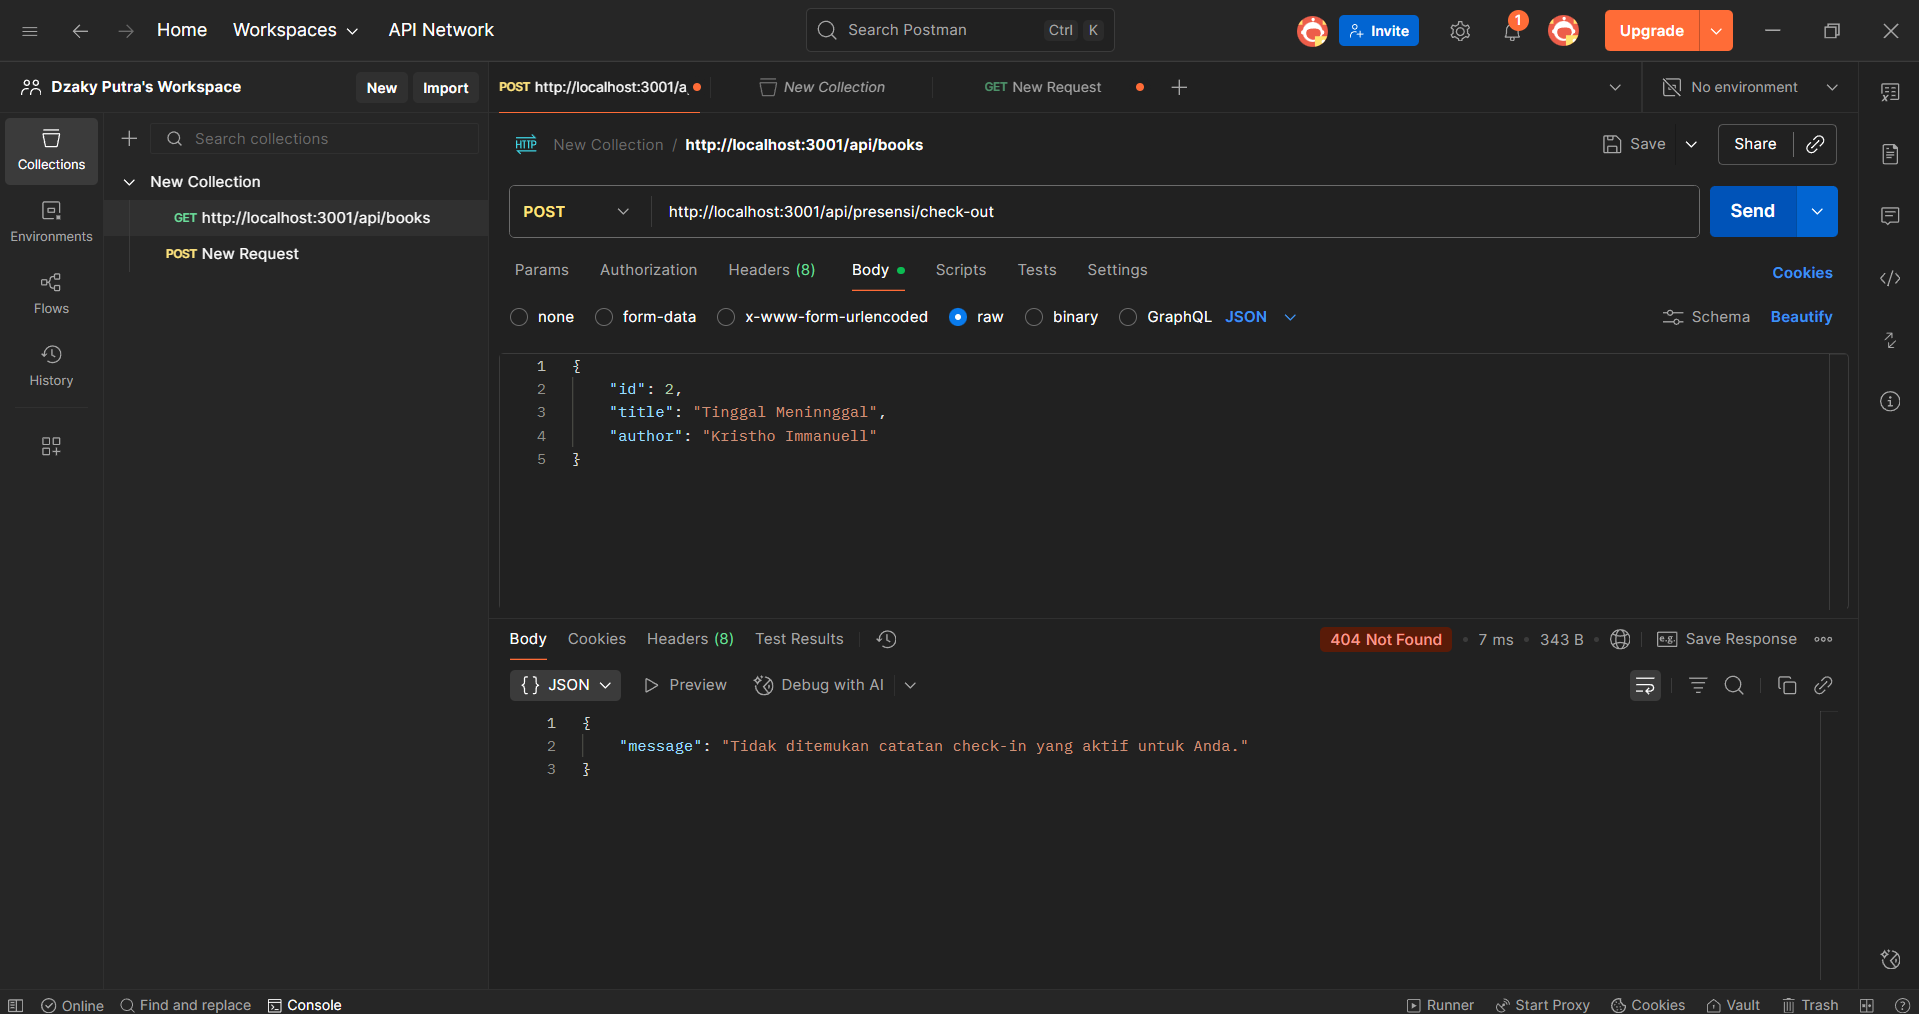 Home Workspaces API Network Search Postman Ctrl K Invite 1 Upgrade
Dzaky Putra's Workspace New Import
POST http://localhost:3001/a New Collection GET New Request No environment
Collections
Environments
Flows
History
Search collections
New Collection
GET http://localhost:3001/api/books
POST New Request
HTTP New Collection / http://localhost:3001/api/books Save Share
POST http://localhost:3001/api/presensi/check-out Send
Params Authorization Headers (8) Body Scripts Tests Settings Cookies
none form-data x-www-form-urlencoded raw binary GraphQL JSON Schema Beautify
1 {
2 "id": 2,
3 "title": "Tinggal Meninnggal",
4 "author": "Kristho Immanuell"
5 }
Body Cookies Headers (8) Test Results 404 Not Found 7 ms 343 B e.g. Save Response
{} JSON Preview Debug with AI
1 {
2 "message": "Tidak ditemukan catatan check-in yang aktif untuk Anda."
3 }
Online Find and replace Console Runner Start Proxy Cookies Vault Trash